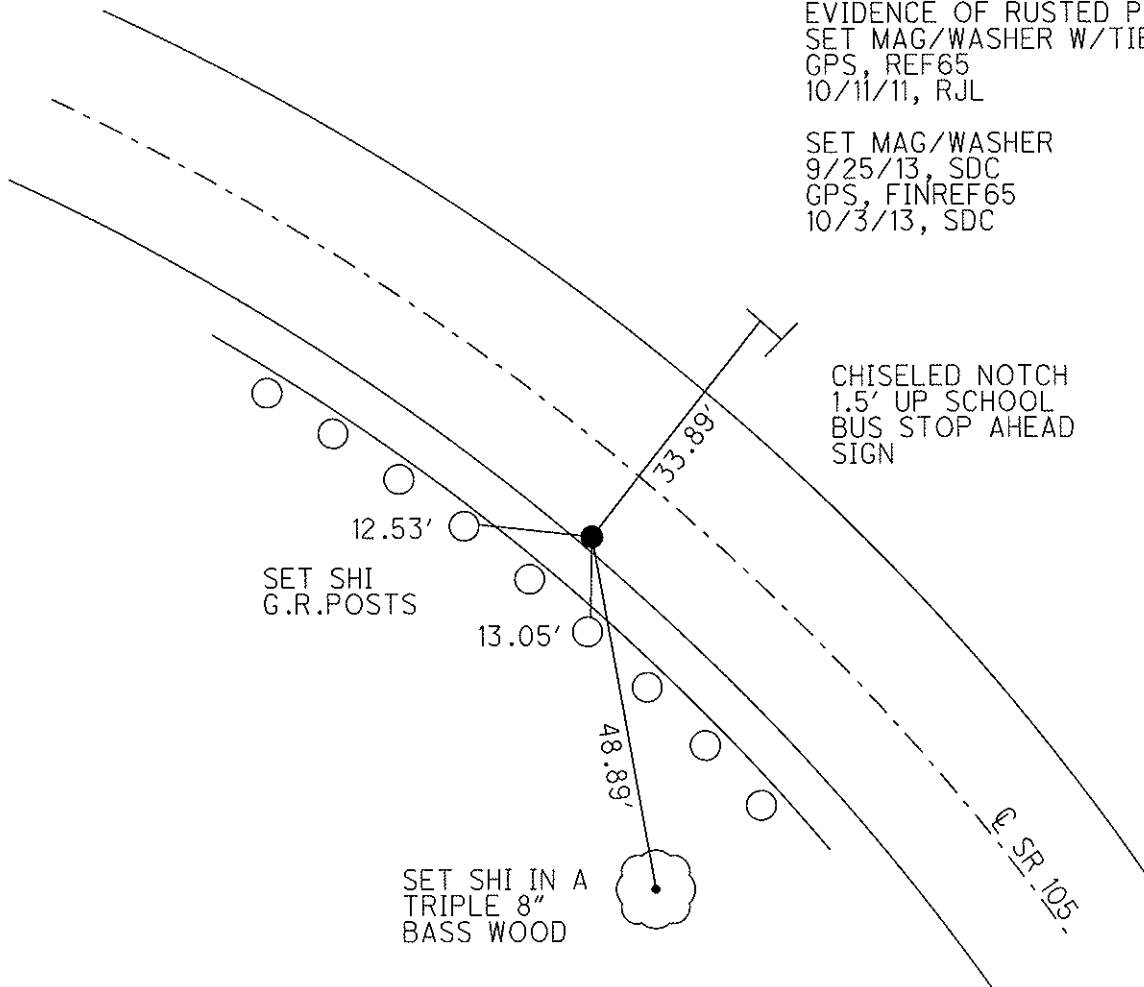 EVIDENCE OF RUSTED
SET MAG/WASHER
GPS, REF65
10/11/11, RJL
SET MAG/WASHER
9/25/13, SDC
GPS, FINREF65
10/3/13, SDC
CHISELED NOTCH
1.5' UP SCHOOL
BUS STOP AHEAD
SIGN
33.89'
12.53'
SET SHI
G.R.POSTS
13.05'
48.89'
℄ SR 105
SET SHI IN A
TRIPLE 8"
BASS WOOD